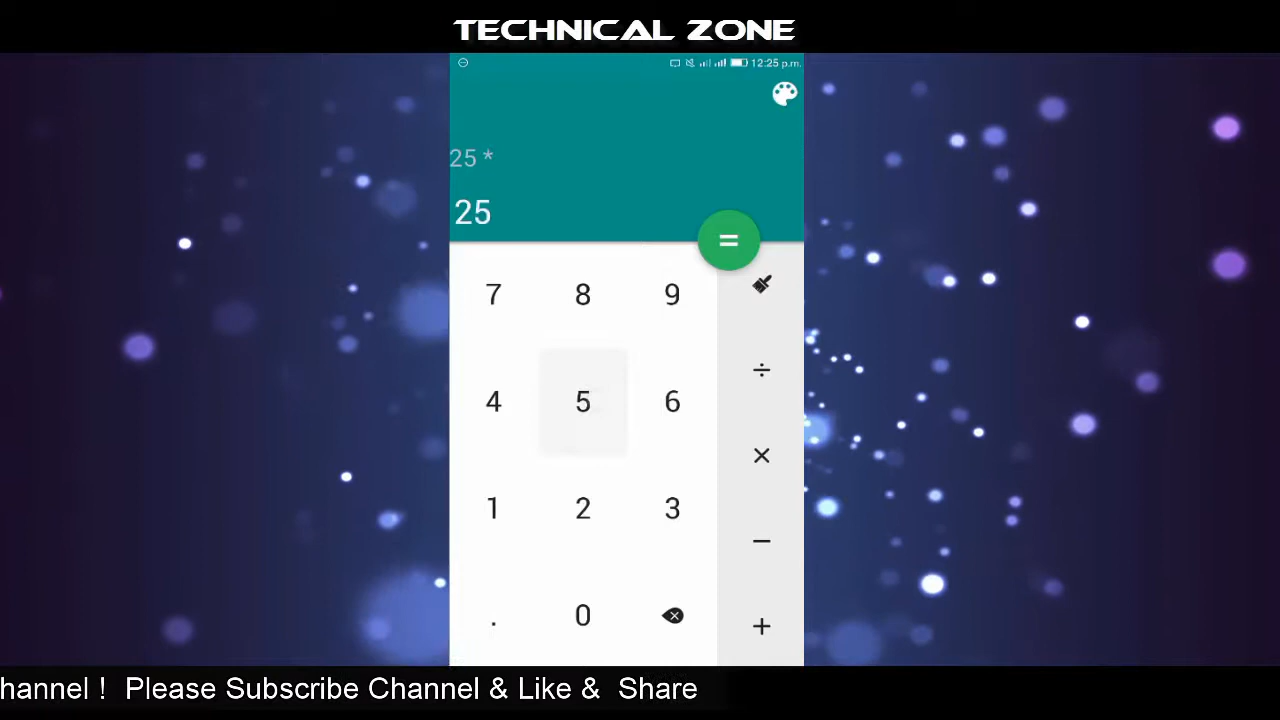 TECHNICAL ZONE
12:25 p.m.
25 *
25
=
7 8 9
÷
4 5 6
×
1 2 3
−
. 0
+
hannel ! Please Subscribe Channel & Like & Share